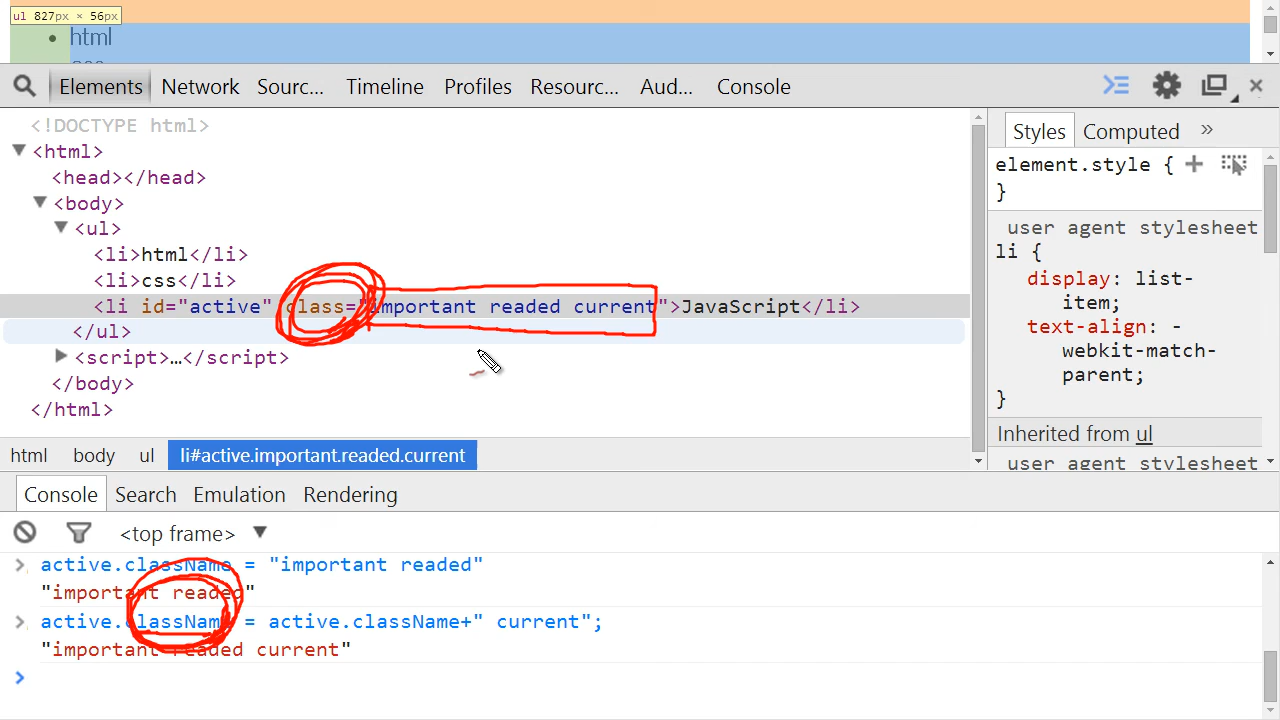 ul 827px × 56px
html
Elements Network Sourc... Timeline Profiles Resourc... Aud... Console
<!DOCTYPE html>
<html>
<head></head>
<body>
<ul>
<li>html</li>
<li>css</li>
<li id="active" class="important readed current">JavaScript</li>
</ul>
<script>…</script>
</body>
</html>
html body ul li#active.important.readed.current
Styles Computed »
element.style {
}
user agent stylesheet
li {
display: list-
item;
text-align: -
webkit-match-
parent;
}
Inherited from ul
user agent stylesheet
Console Search Emulation Rendering
<top frame>
active.className = "important readed"
"important readed"
active.className = active.className+" current";
"important readed current"